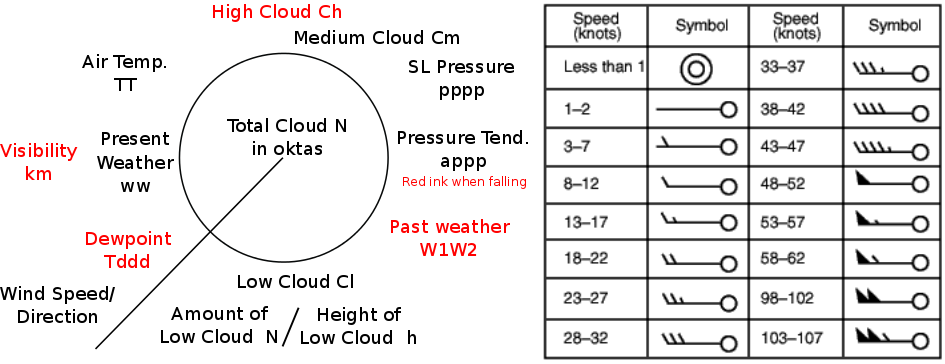 High Cloud Ch
Medium Cloud Cm
Air Temp.
TT
SL Pressure
pppp
Total Cloud N
in oktas
Visibility
km
Present
Weather
ww
Pressure Tend.
appp
Red ink when falling
Dewpoint
Tddd
Past weather
W1W2
Wind Speed/
Direction
Low Cloud Cl
Amount of
Low Cloud N
/
Height of
Low Cloud h
Speed
(knots)
Symbol
Speed
(knots)
Symbol
Less than 1
33–37
1–2
38–42
3–7
43–47
8–12
48–52
13–17
53–57
18–22
58–62
23–27
98–102
28–32
103–107